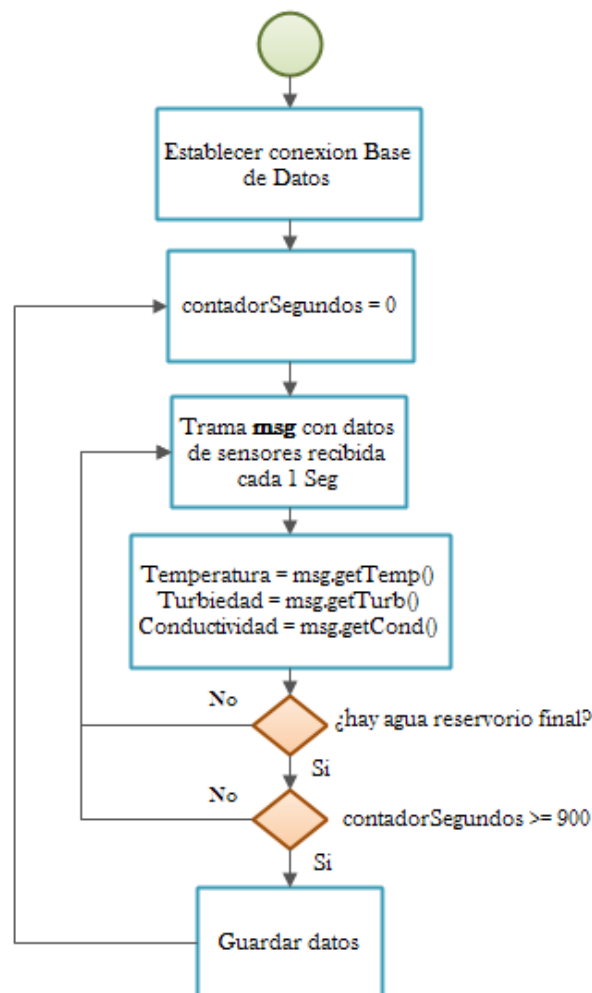 Establecer conexion Base
de Datos
contadorSegundos = 0
Trama msg con datos
de sensores recibida
cada 1 Seg
Temperatura = msg.getTemp()
Turbiedad = msg.getTurb()
Conductividad = msg.getCond()
No
¿hay agua reservorio final?
Si
No
contadorSegundos >= 900
Si
Guardar datos